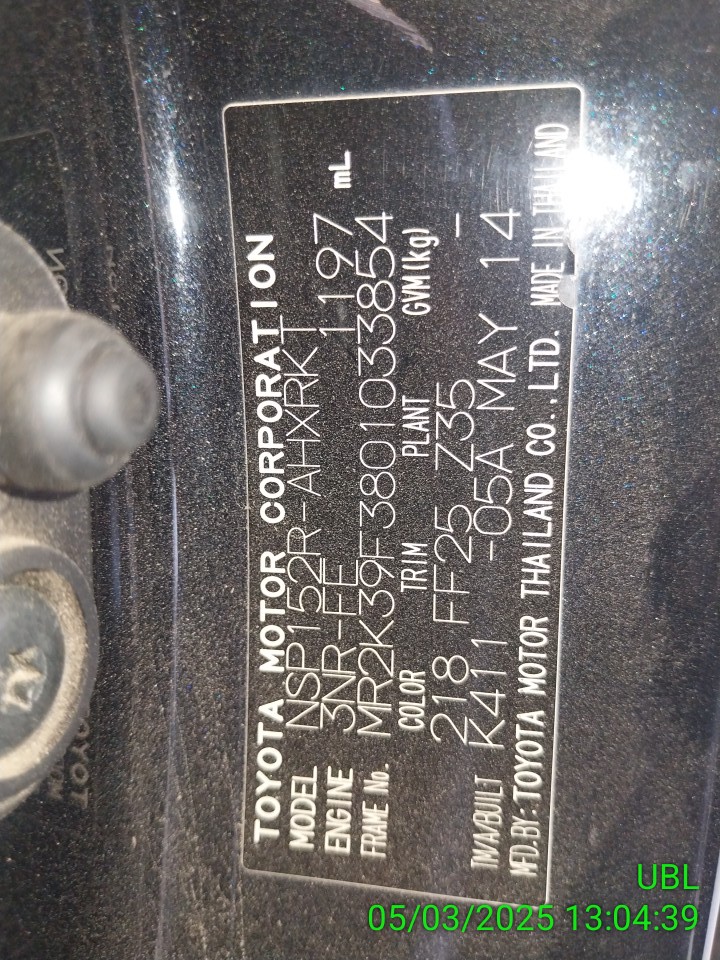 TOYOTA MOTOR CORPORATION
MODEL NSP152R-AHXRKT
ENGINE 3NR-FE 1197 mL
FRAME No. MR2K39F3801033854
COLOR TRIM PLANT GVM(kg)
218 FF25 Z35 -
TM/A/BUILT K411 -05A MAY 14
MFD.BY:TOYOTA MOTOR THAILAND CO.,LTD. MADE IN THAILAND
UBL
05/03/2025 13:04:39